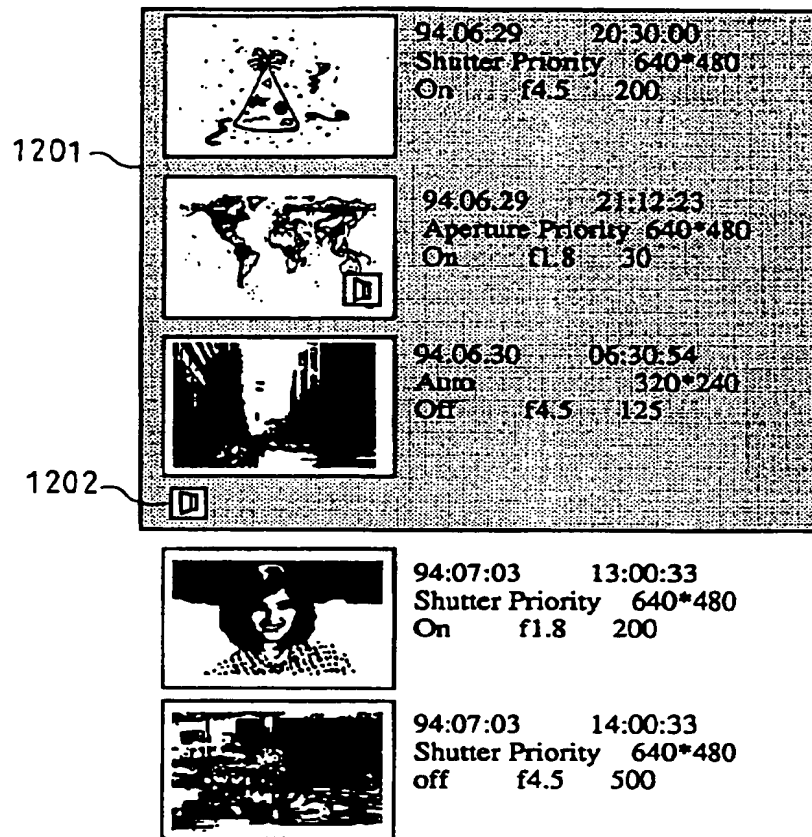 94.06.29 20:30:00
Shutter Priority 640*480
On f4.5 200
1201
94.06.29 21:12:23
Aperture Priority 640*480
On f1.8 30
94.06.30 06:30:54
Auto 320*240
Off f4.5 125
1202
94:07:03 13:00:33
Shutter Priority 640*480
On f1.8 200
94:07:03 14:00:33
Shutter Priority 640*480
off f4.5 500